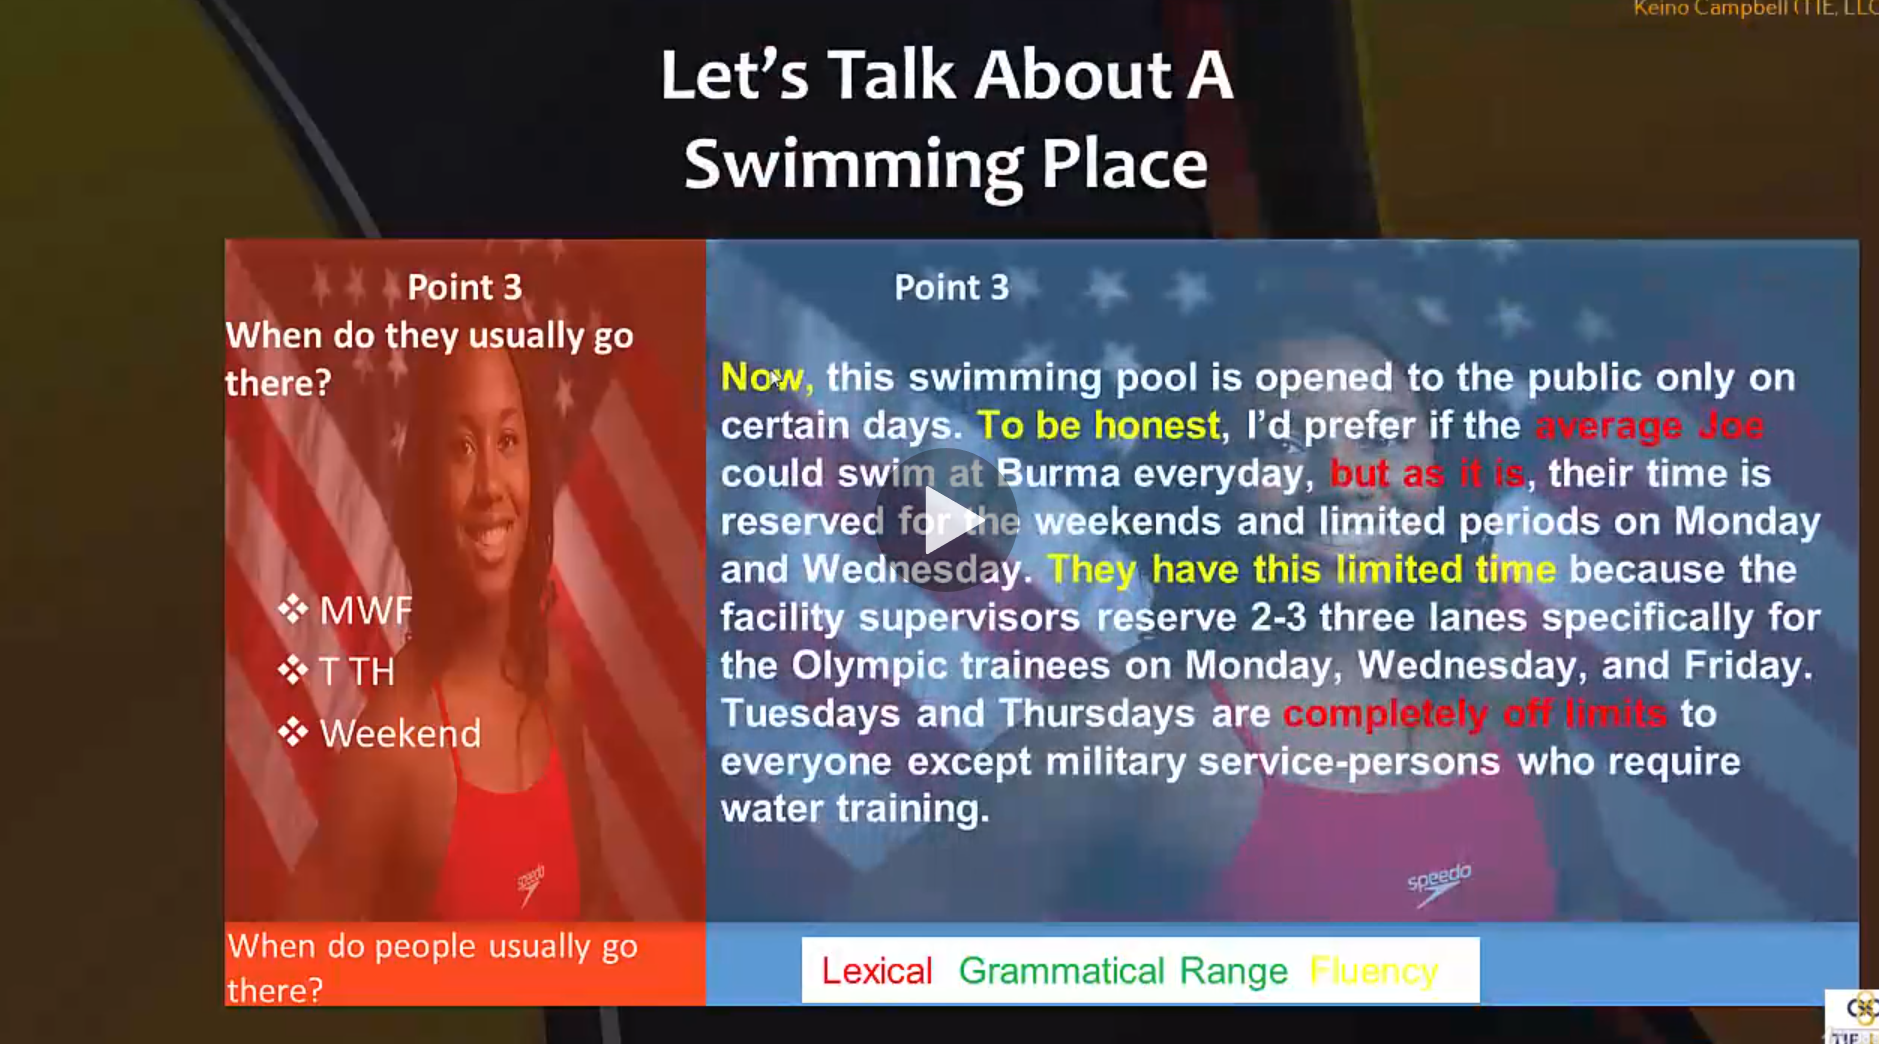 Keino Campbell (TIE, LLC
Let's Talk About A
Swimming Place
Point 3
When do they usually go
there?
❖ MWF
❖ T TH
❖ Weekend
speedo
When do people usually go
there?
Point 3
Now, this swimming pool is opened to the public only on
certain days. To be honest, I'd prefer if the average Joe
could swim at Burma everyday, but as it is, their time is
reserved for the weekends and limited periods on Monday
and Wednesday. They have this limited time because the
facility supervisors reserve 2-3 three lanes specifically for
the Olympic trainees on Monday, Wednesday, and Friday.
Tuesdays and Thursdays are completely off limits to
everyone except military service-persons who require
water training.
speedo
Lexical Grammatical Range Fluency
TIE